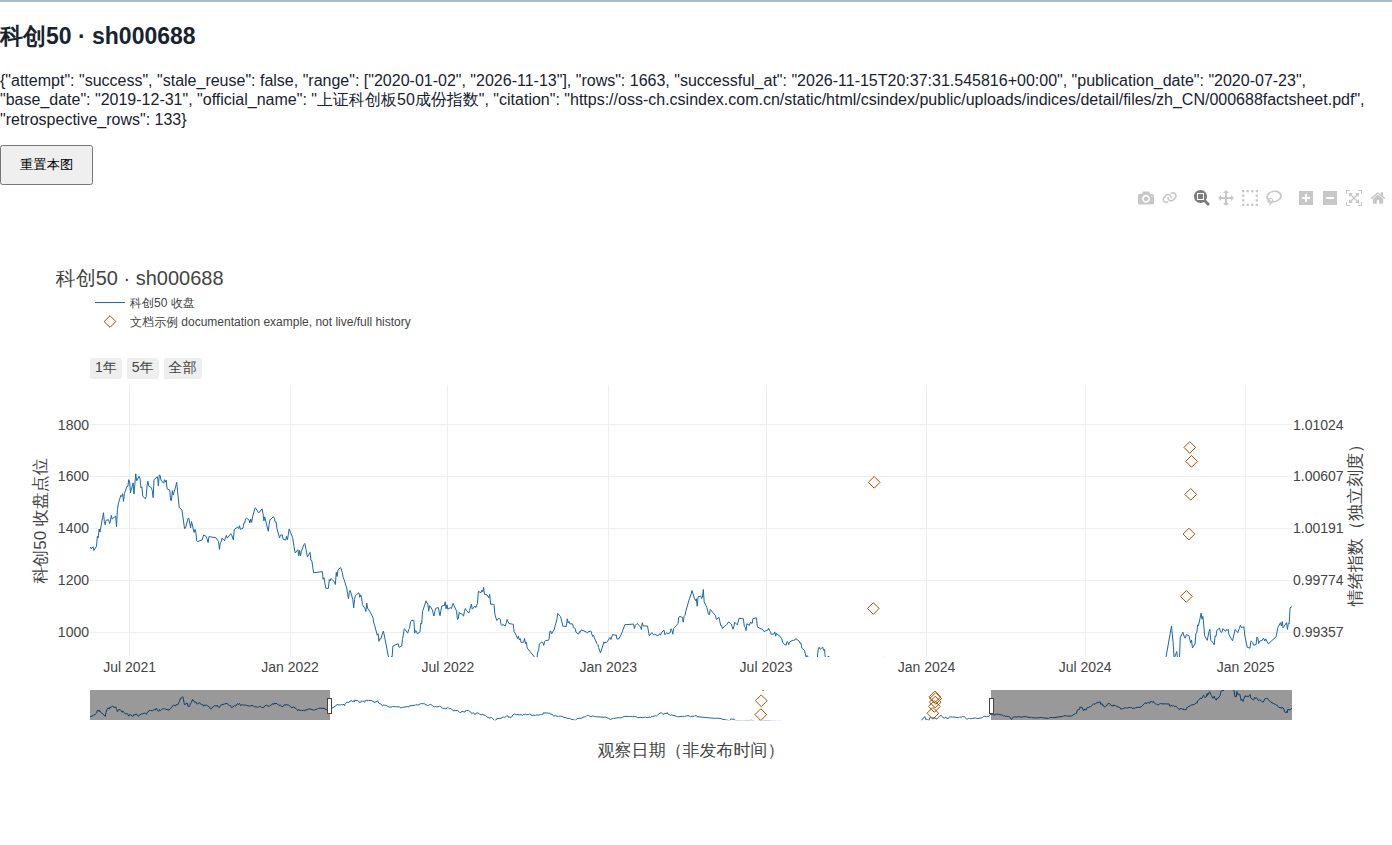 科创50 · sh000688
{"attempt": "success", "stale_reuse": false, "range": ["2020-01-02", "2026-11-13"], "rows": 1663, "successful_at": "2026-11-15T20:37:31.545816+00:00", "publication_date": "2020-07-23",
"base_date": "2019-12-31", "official_name": "上证科创板50成份指数", "citation": "https://oss-ch.csindex.com.cn/static/html/csindex/public/uploads/indices/detail/files/zh_CN/000688factsheet.pdf",
"retrospective_rows": 133}
重置本图
科创50 · sh000688
科创50 收盘
文档示例 documentation example, not live/full history
1年 5年 全部
1800
1600
1400
1200
1000
科创50 收盘点位
1.01024
1.00607
1.00191
0.99774
0.99357
情绪指数（独立刻度）
Jul 2021 Jan 2022 Jul 2022 Jan 2023 Jul 2023 Jan 2024 Jul 2024 Jan 2025
观察日期（非发布时间）